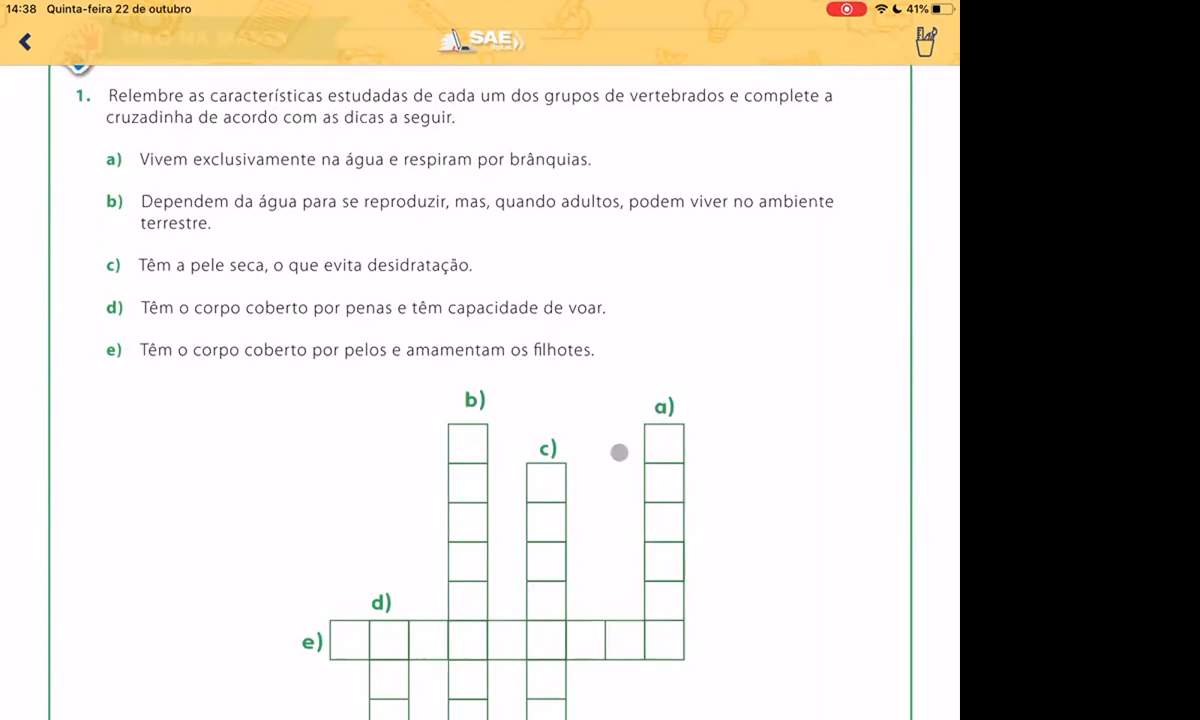 14:38 Quinta-feira 22 de outubro
41%
SAE
1. Relembre as características estudadas de cada um dos grupos de vertebrados e complete a
cruzadinha de acordo com as dicas a seguir.
a) Vivem exclusivamente na água e respiram por brânquias.
b) Dependem da água para se reproduzir, mas, quando adultos, podem viver no ambiente
terrestre.
c) Têm a pele seca, o que evita desidratação.
d) Têm o corpo coberto por penas e têm capacidade de voar.
e) Têm o corpo coberto por pelos e amamentam os filhotes.
b)
a)
c)
d)
e)